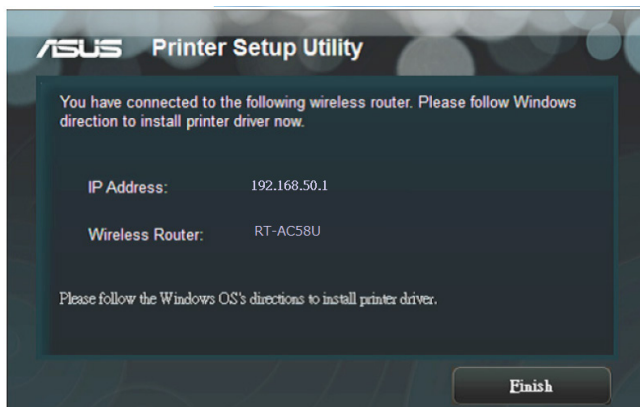 ASUS Printer Setup Utility
You have connected to the following wireless router. Please follow Windows
direction to install printer driver now.
IP Address: 192.168.50.1
Wireless Router: RT-AC58U
Please follow the Windows OS's directions to install printer driver.
Finish